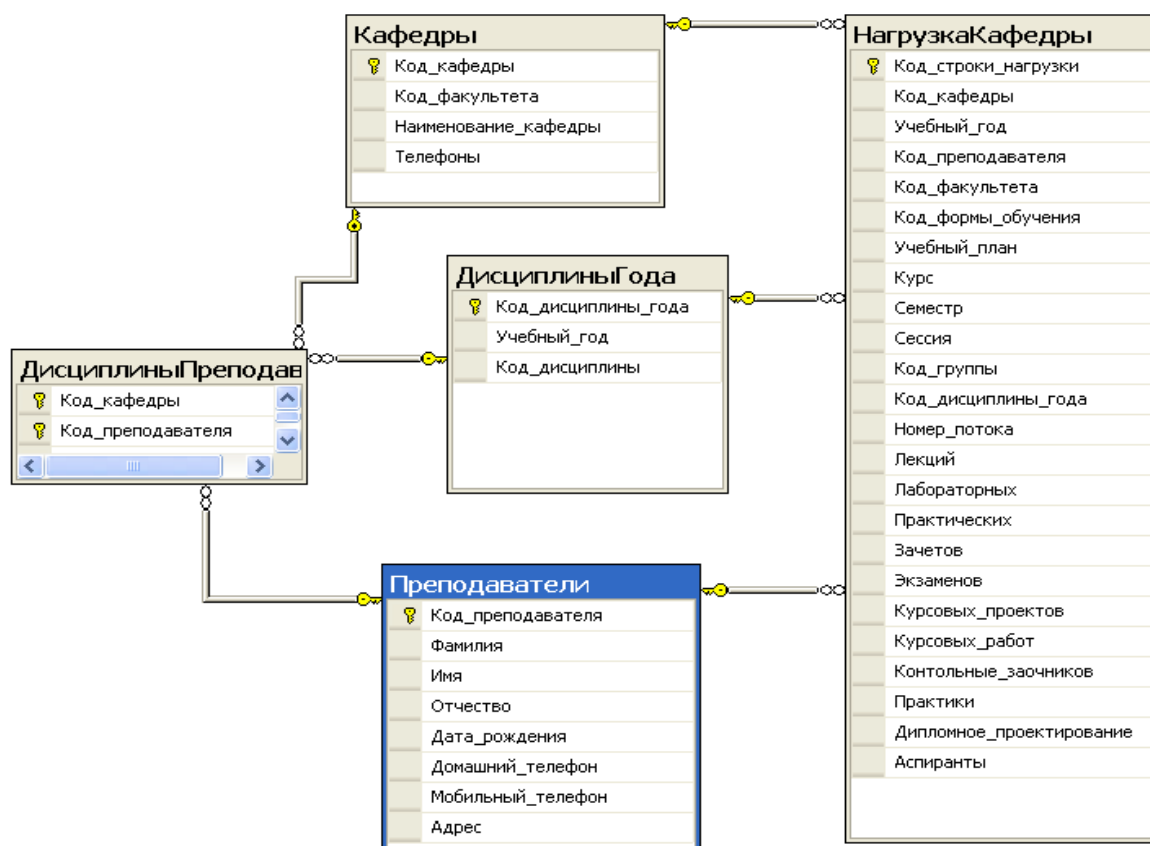 Кафедры
Код_кафедры
Код_факультета
Наименование_кафедры
Телефоны
НагрузкаКафедры
Код_строки_нагрузки
Код_кафедры
Учебный_год
Код_преподавателя
Код_факультета
Код_формы_обучения
Учебный_план
Курс
Семестр
Сессия
Код_группы
Код_дисциплины_года
Номер_потока
Лекций
Лабораторных
Практических
Зачетов
Экзаменов
Курсовых_проектов
Курсовых_работ
Контольные_заочников
Практики
Дипломное_проектирование
Аспиранты
ДисциплиныГода
Код_дисциплины_года
Учебный_год
Код_дисциплины
ДисциплиныПреподав
Код_кафедры
Код_преподавателя
Преподаватели
Код_преподавателя
Фамилия
Имя
Отчество
Дата_рождения
Домашний_телефон
Мобильный_телефон
Адрес